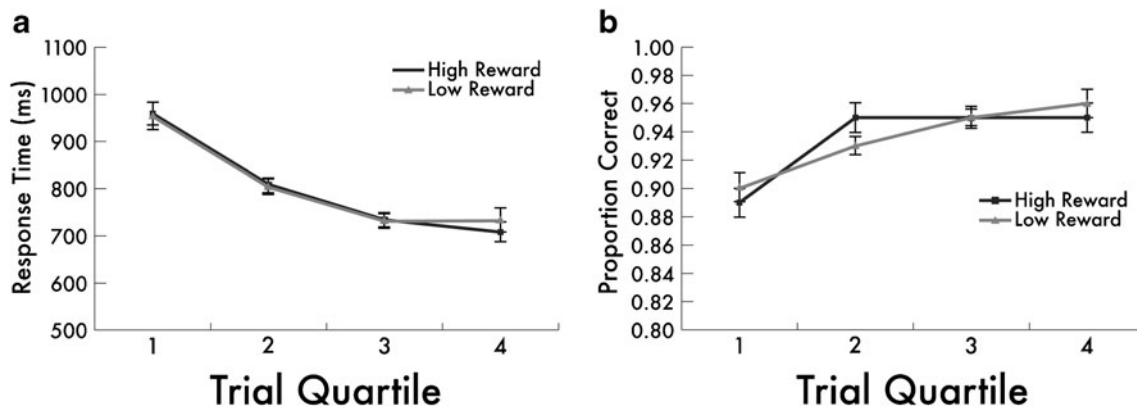 a
1100
1000
900
800
700
600
500
Response Time (ms)
High Reward
Low Reward
1 2 3 4
Trial Quartile
b
1.00
0.98
0.96
0.94
0.92
0.90
0.88
0.86
0.84
0.82
0.80
Proportion Correct
High Reward
Low Reward
1 2 3 4
Trial Quartile